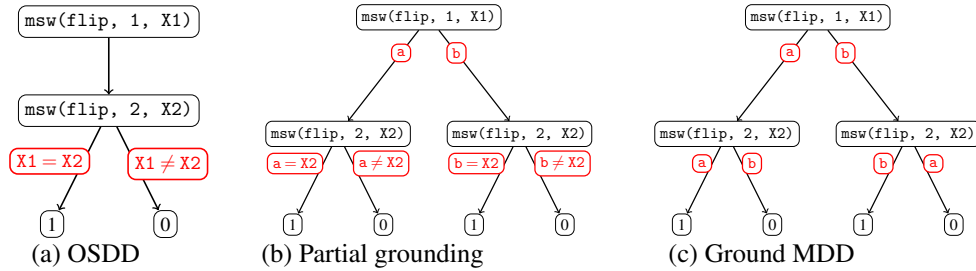 msw(flip, 1, X1)
msw(flip, 2, X2)
X1 = X2
X1 ≠ X2
1
0
(a) OSDD
msw(flip, 1, X1)
a
b
msw(flip, 2, X2)
msw(flip, 2, X2)
a = X2
a ≠ X2
b = X2
b ≠ X2
1
0
1
0
(b) Partial grounding
msw(flip, 1, X1)
a
b
msw(flip, 2, X2)
msw(flip, 2, X2)
a
b
b
a
1
0
1
0
(c) Ground MDD